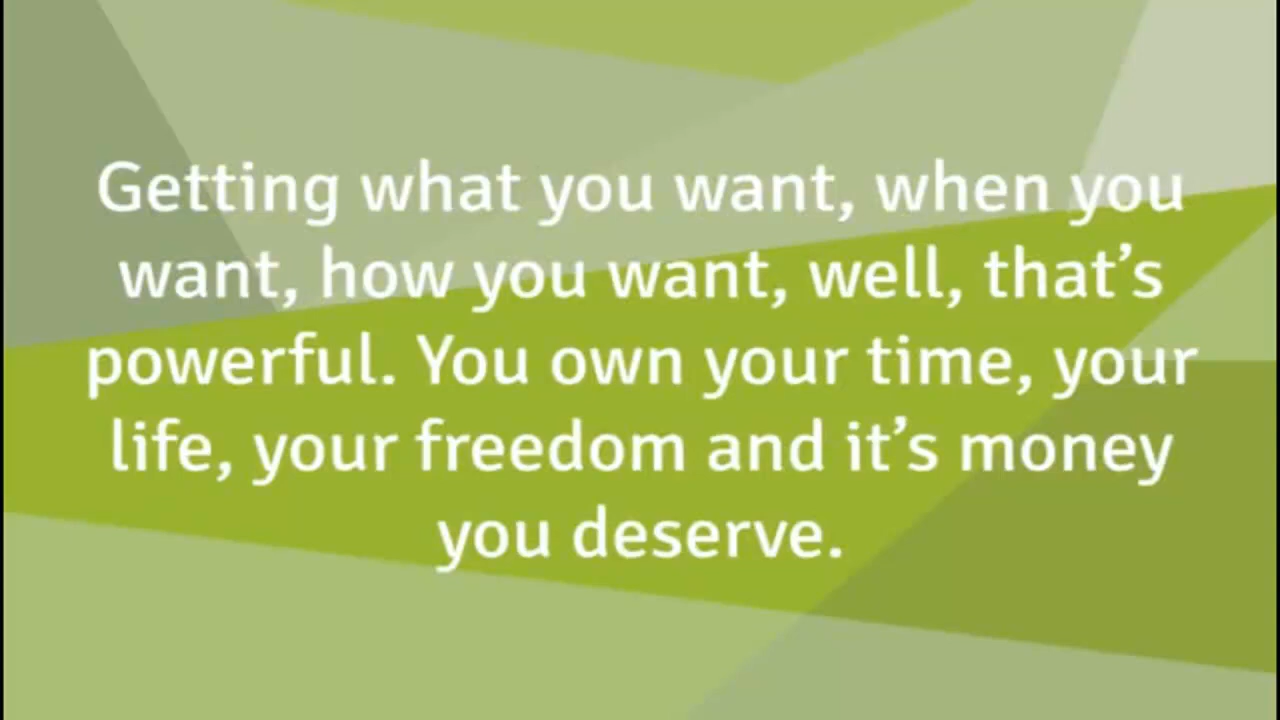 Getting what you want, when you
want, how you want, well, that’s
powerful. You own your time, your
life, your freedom and it’s money
you deserve.